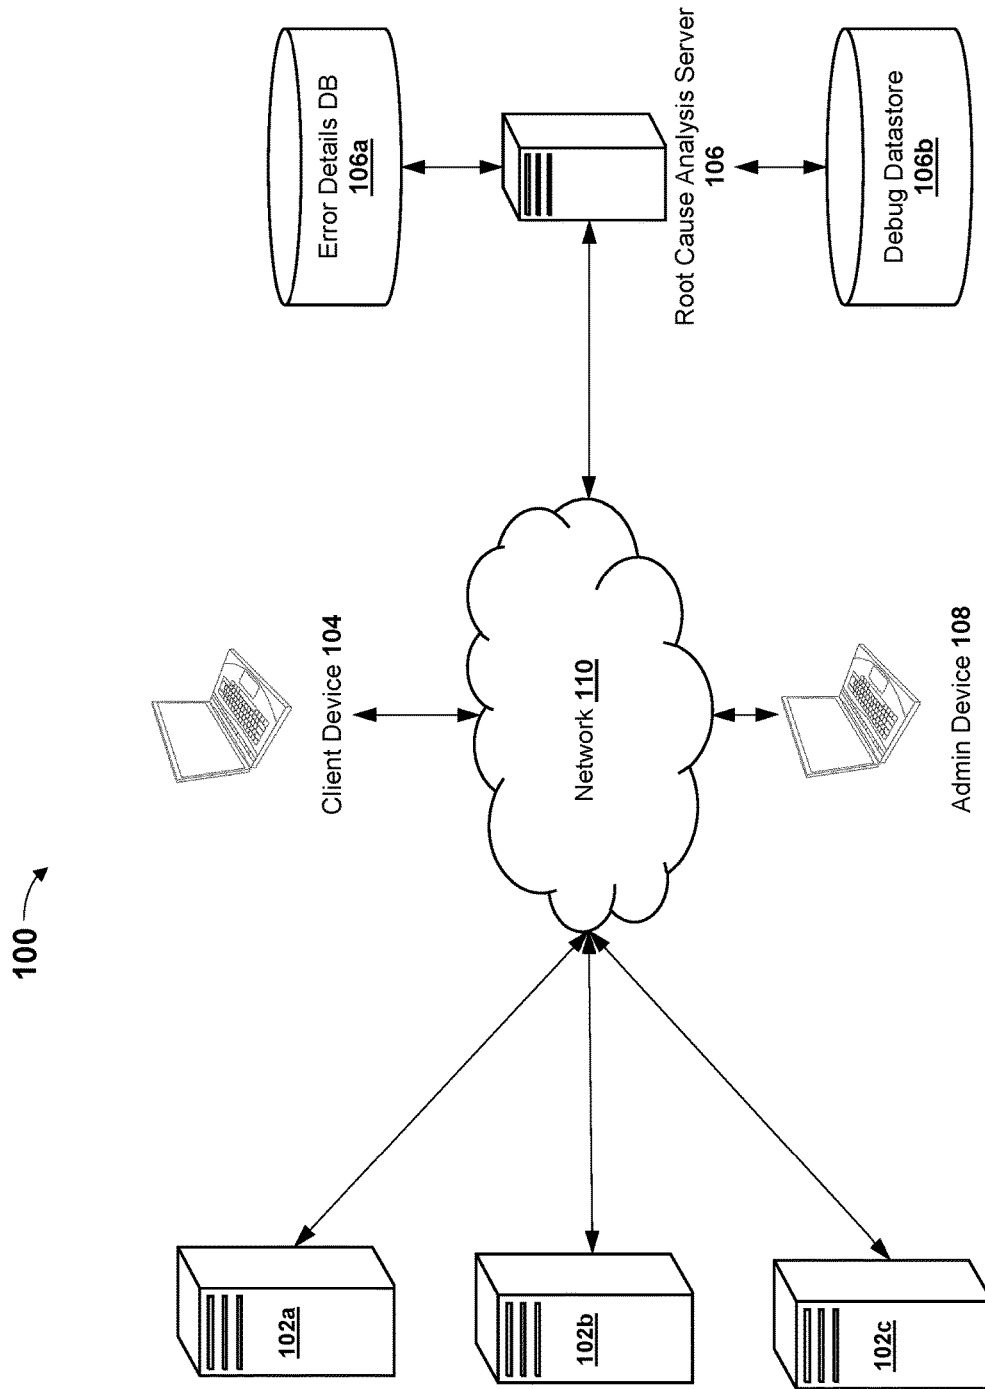 100
Client Device 104
Error Details DB
106a
102a
102b
Network 110
Root Cause Analysis Server
106
102c
Admin Device 108
Debug Datastore
106b